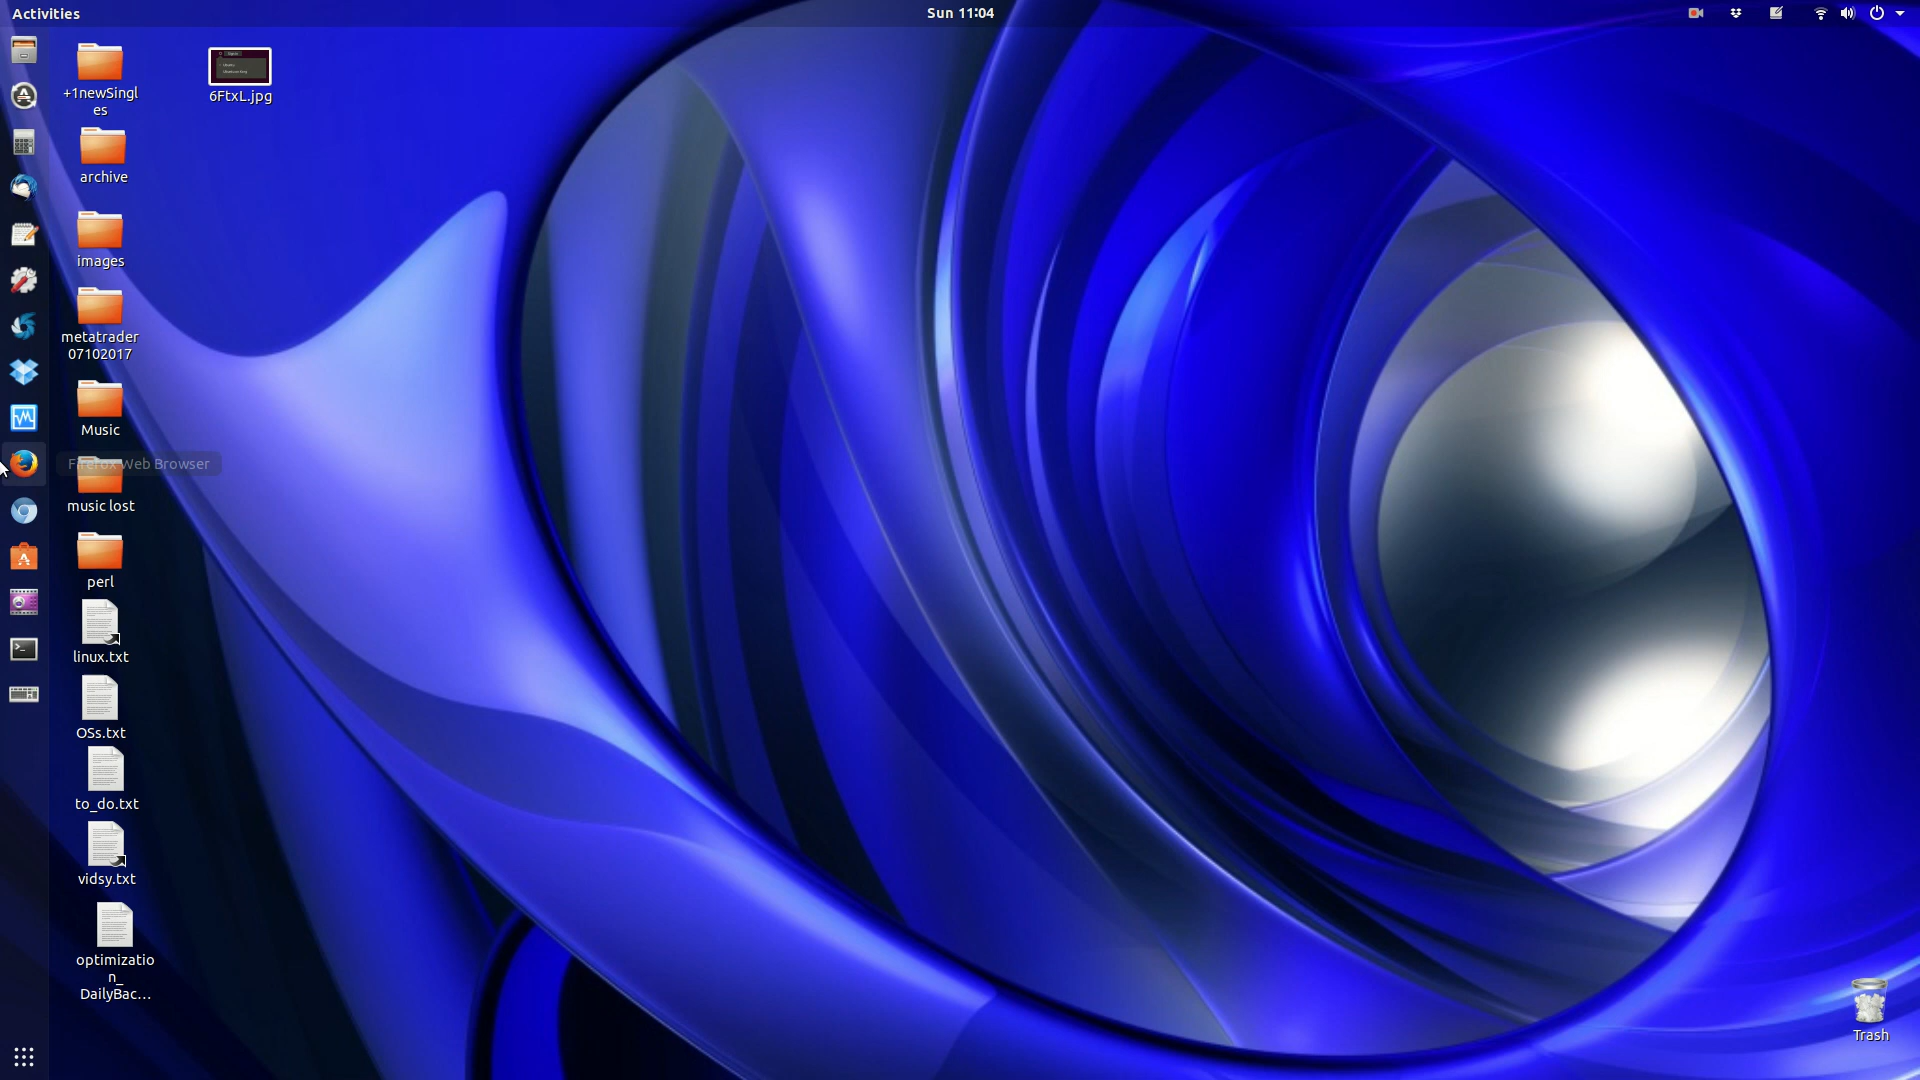 Activities
Sun 11:04
+1newSingl
es
6FtxL.jpg
archive
images
metatrader
07102017
Music
Firefox Web Browser
music lost
perl
linux.txt
OSs.txt
to_do.txt
vidsy.txt
optimizatio
n_
DailyBac...
Trash